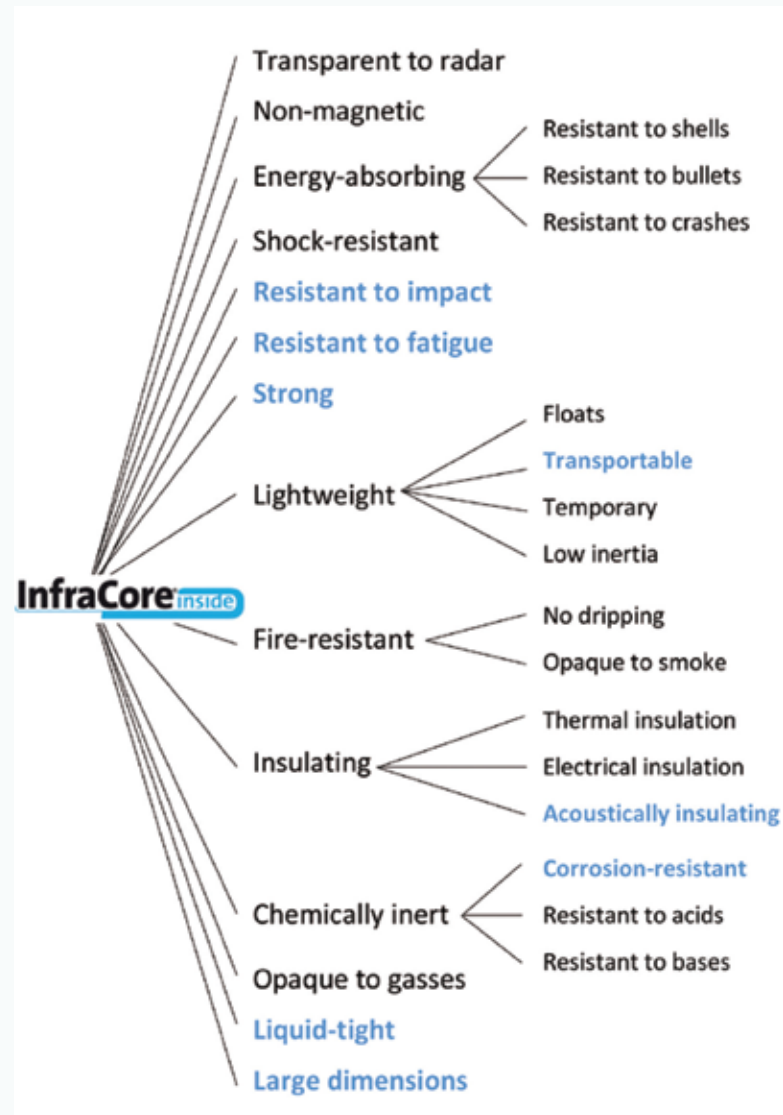 Transparent to radar
Non-magnetic
Energy-absorbing
Resistant to shells
Resistant to bullets
Resistant to crashes
Shock-resistant
Resistant to impact
Resistant to fatigue
Strong
Lightweight
Floats
Transportable
Temporary
Low inertia
InfraCore inside
Fire-resistant
No dripping
Opaque to smoke
Insulating
Thermal insulation
Electrical insulation
Acoustically insulating
Chemically inert
Corrosion-resistant
Resistant to acids
Resistant to bases
Opaque to gasses
Liquid-tight
Large dimensions